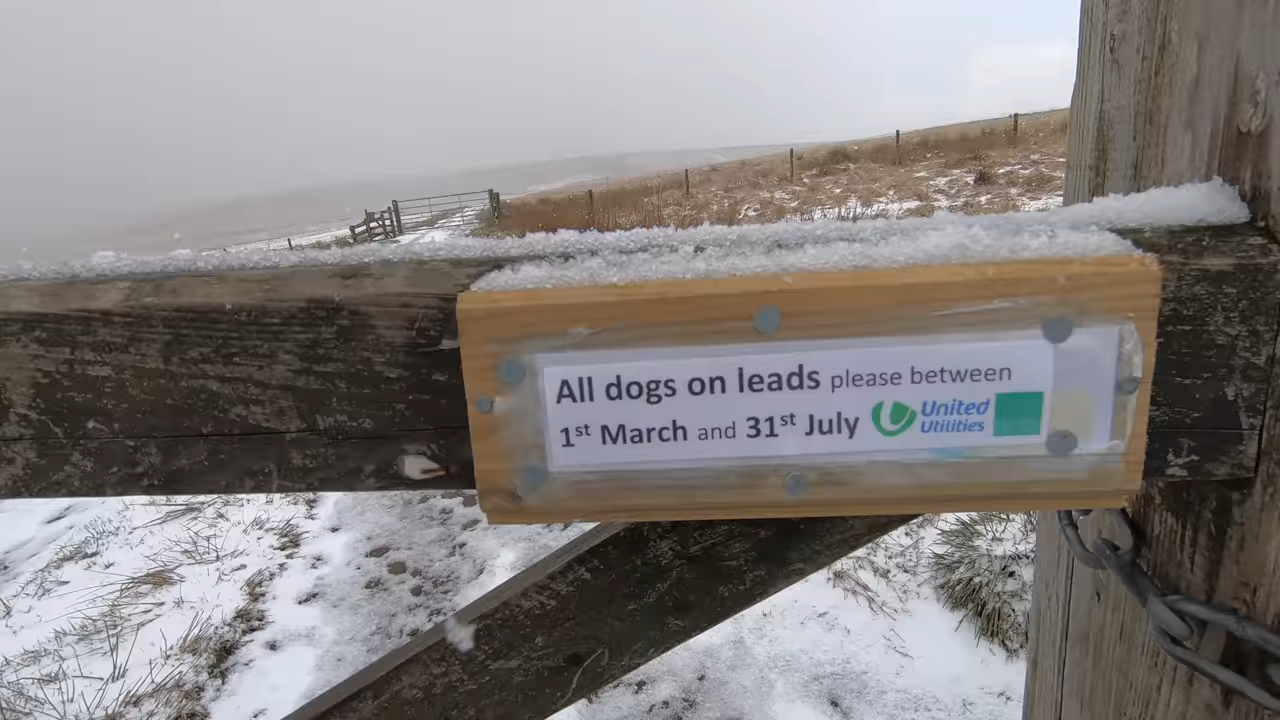 All dogs on leads please between
1st March and 31st July United
Utilities